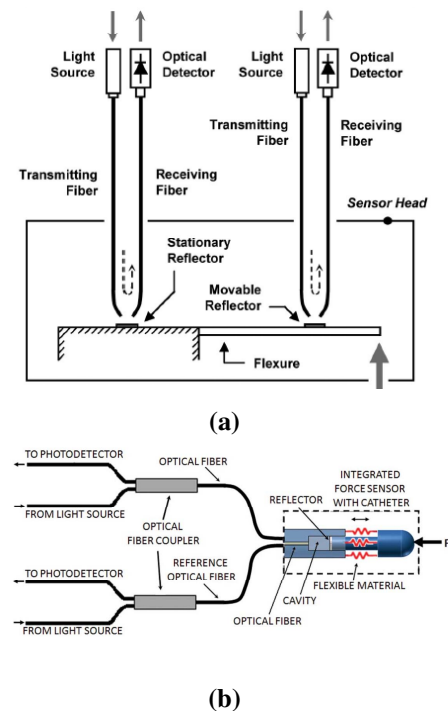 Light
Source
Optical
Detector
Light
Source
Optical
Detector
Transmitting
Fiber
Receiving
Fiber
Transmitting
Fiber
Receiving
Fiber
Sensor Head
Stationary
Reflector
Movable
Reflector
Flexure
(a)
TO PHOTODETECTOR
FROM LIGHT SOURCE
OPTICAL FIBER
OPTICAL
FIBER COUPLER
REFLECTOR
INTEGRATED
FORCE SENSOR
WITH CATHETER
TO PHOTODETECTOR
FROM LIGHT SOURCE
REFERENCE
OPTICAL FIBER
CAVITY
OPTICAL FIBER
FLEXIBLE MATERIAL
F
(b)